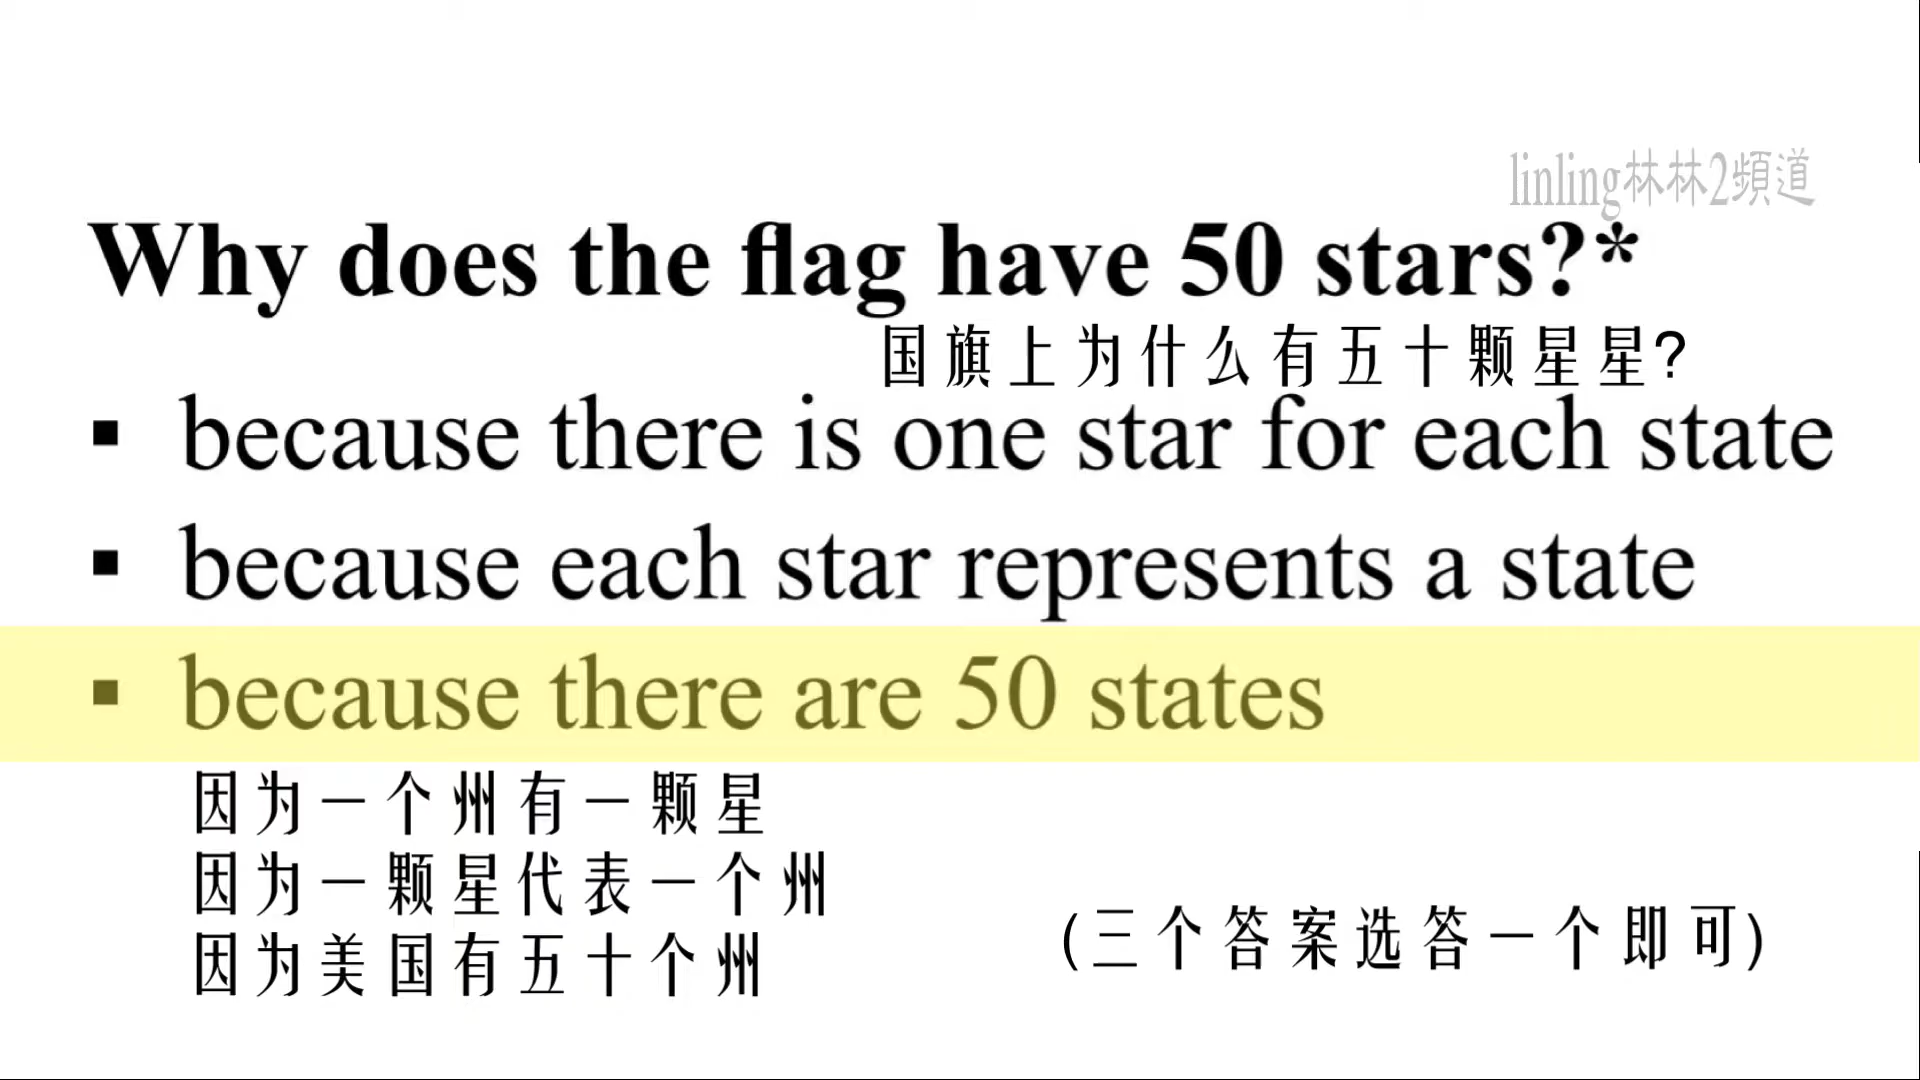 linling林林2頻道
Why does the flag have 50 stars?*
国旗上为什么有五十颗星星?
▪ because there is one star for each state
▪ because each star represents a state
▪ because there are 50 states
因为一个州有一颗星
因为一颗星代表一个州
因为美国有五十个州
(三个答案选答一个即可)